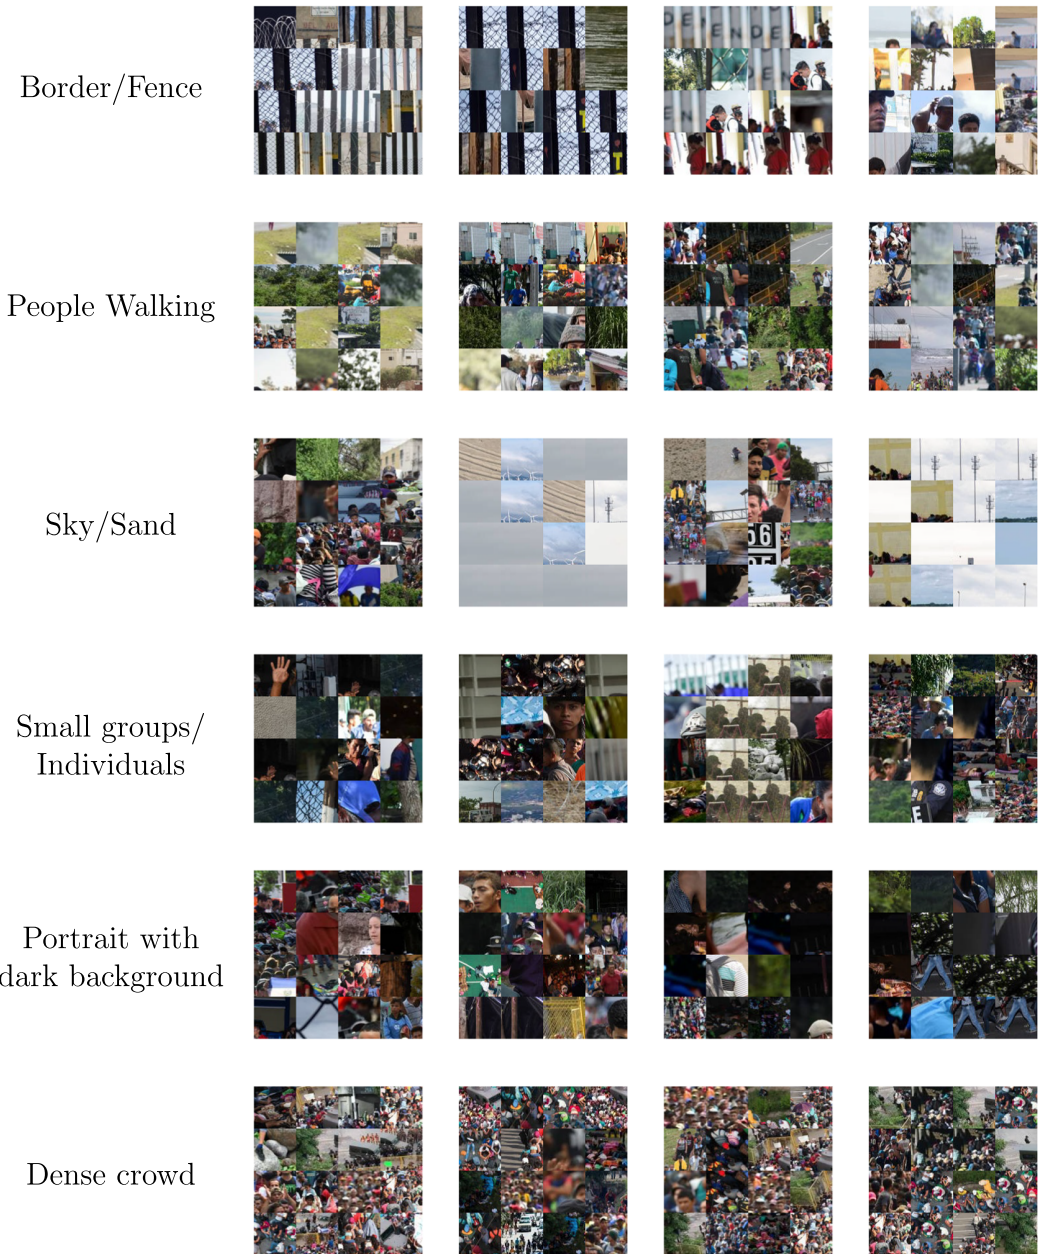 Border/Fence
People Walking
Sky/Sand
Small groups/
Individuals
Portrait with
dark background
Dense crowd